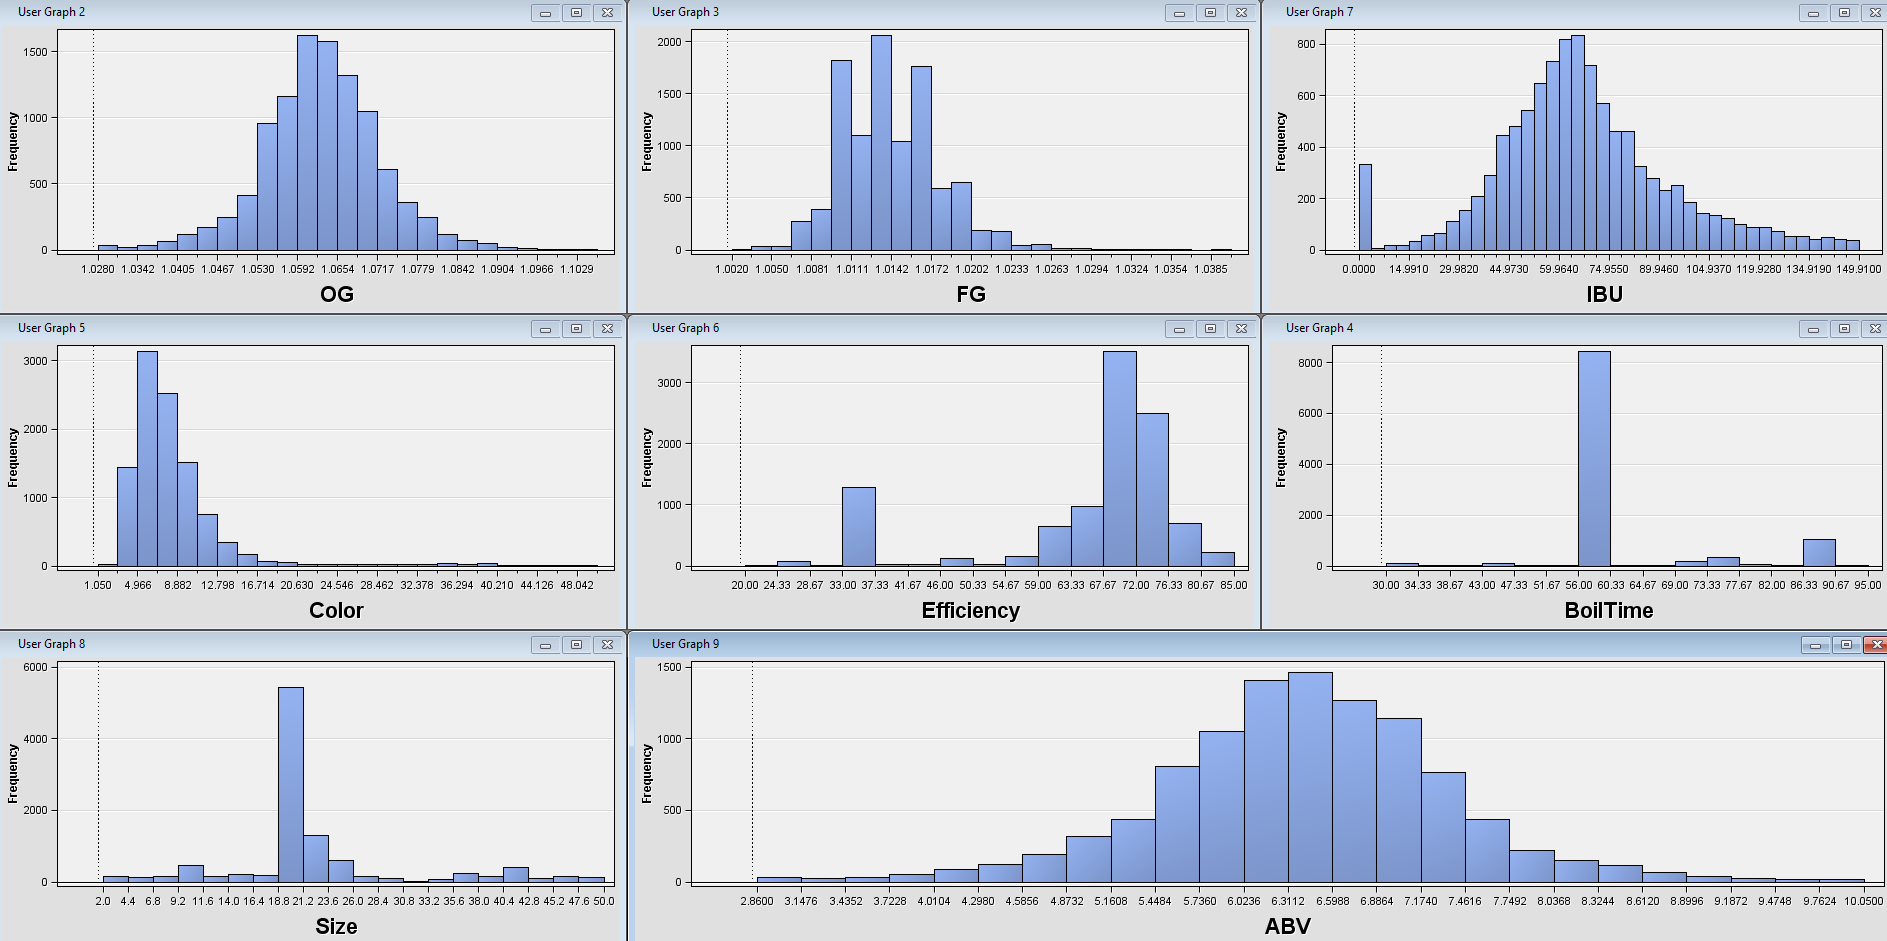 User Graph 2
Frequency
1500
1000
500
0
1.0280 1.0342 1.0405 1.0467 1.0530 1.0592 1.0654 1.0717 1.0779 1.0842 1.0904 1.0966 1.1029
OG
User Graph 3
Frequency
2000
1500
1000
500
0
1.0020 1.0050 1.0081 1.0111 1.0142 1.0172 1.0202 1.0233 1.0263 1.0294 1.0324 1.0354 1.0385
FG
User Graph 7
Frequency
800
600
400
200
0
0.0000 14.9910 29.9820 44.9730 59.9640 74.9550 89.9460 104.9370 119.9280 134.9190 149.9100
IBU
User Graph 5
Frequency
3000
2000
1000
0
1.050 4.966 8.882 12.798 16.714 20.630 24.546 28.462 32.378 36.294 40.210 44.126 48.042
Color
User Graph 6
Frequency
3000
2000
1000
0
20.00 24.33 28.67 33.00 37.33 41.67 46.00 50.33 54.67 59.00 63.33 67.67 72.00 76.33 80.67 85.00
Efficiency
User Graph 4
Frequency
8000
6000
4000
2000
0
30.00 34.33 38.67 43.00 47.33 51.67 56.00 60.33 64.67 69.00 73.33 77.67 82.00 86.33 90.67 95.00
BoilTime
User Graph 8
Frequency
6000
4000
2000
0
2.0 4.4 6.8 9.2 11.6 14.0 16.4 18.8 21.2 23.6 26.0 28.4 30.8 33.2 35.6 38.0 40.4 42.8 45.2 47.6 50.0
Size
User Graph 9
Frequency
1500
1000
500
0
2.8600 3.1476 3.4352 3.7228 4.0104 4.2980 4.5856 4.8732 5.1608 5.4484 5.7360 6.0236 6.3112 6.5988 6.8864 7.1740 7.4616 7.7492 8.0368 8.3244 8.6120 8.8996 9.1872 9.4748 9.7624 10.0500
ABV